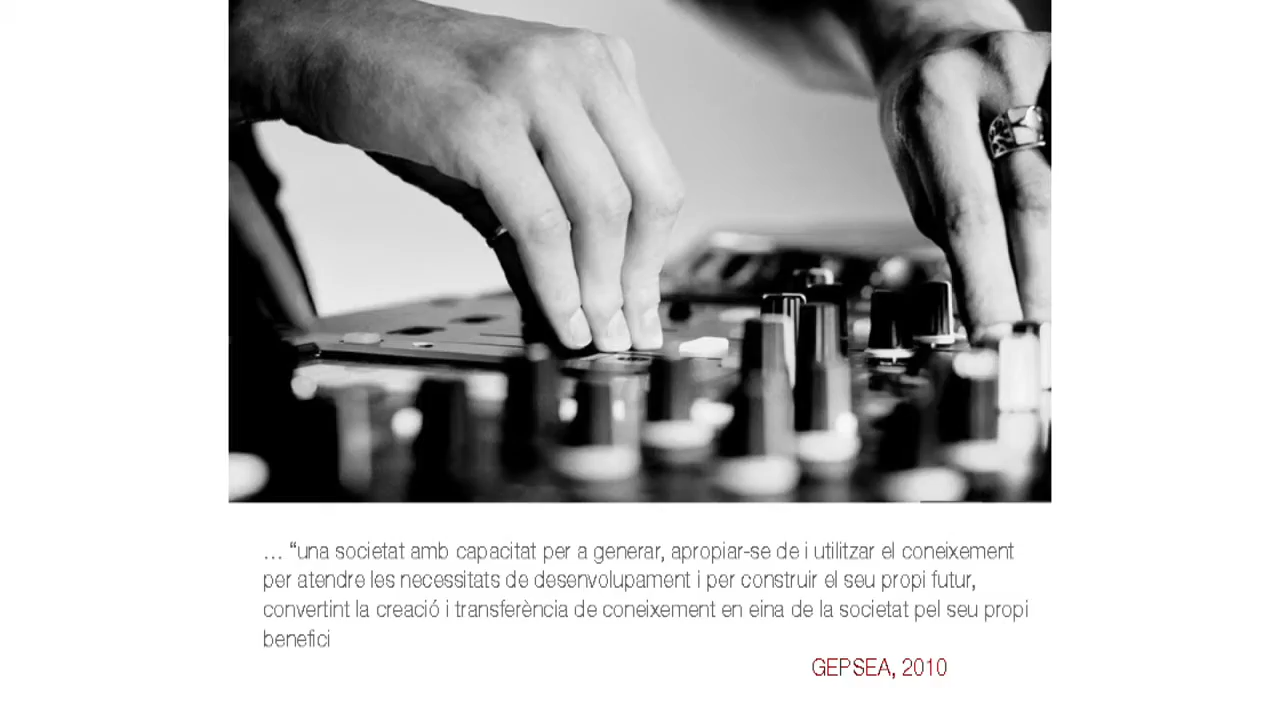 … “una societat amb capacitat per a generar, apropiar-se de i utilitzar el coneixement
per atendre les necessitats de desenvolupament i per construir el seu propi futur,
convertint la creació i transferència de coneixement en eina de la societat pel seu propi
benefici
GEPSEA, 2010